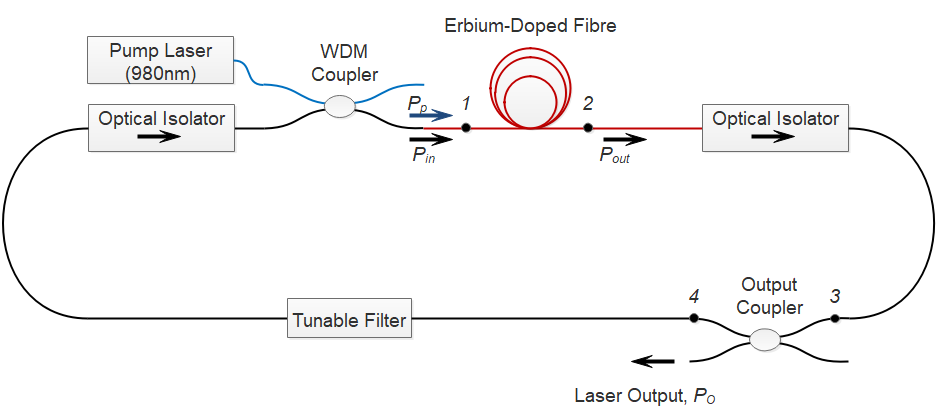 Erbium-Doped Fibre
Pump Laser
(980nm)
WDM
Coupler
Optical Isolator
Pp
1
2
Optical Isolator
Pin
Pout
Output
Coupler
4
3
Tunable Filter
Laser Output, PO